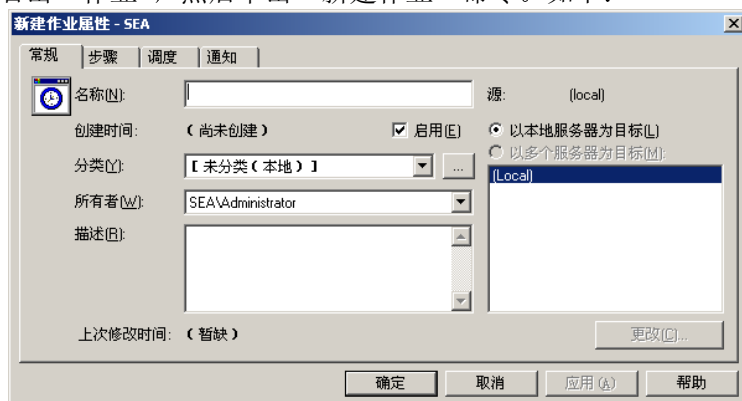 新建作业属性 - SEA
常规 步骤 调度 通知
名称(N): 源: (local)
创建时间: (尚未创建) 启用(E) 以本地服务器为目标(L)
以多个服务器为目标(M):
分类(Y): [未分类(本地)] ...
(Local)
所有者(W): SEA\Administrator
描述(R):
上次修改时间: (暂缺) 更改(C)...
确定 取消 应用(A) 帮助